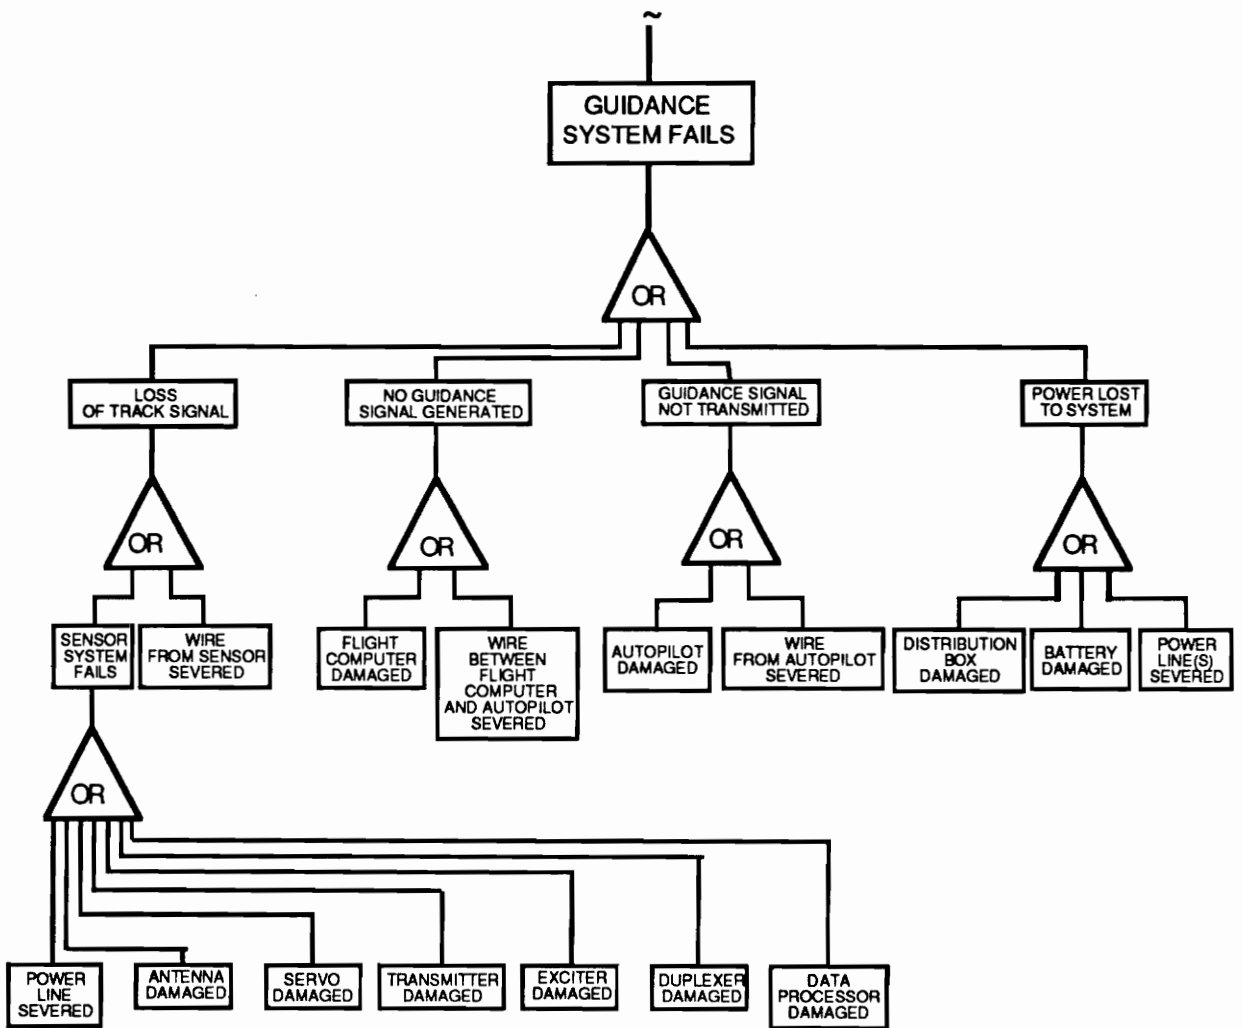 ~
GUIDANCE
SYSTEM FAILS
OR
LOSS
OF TRACK SIGNAL
NO GUIDANCE
SIGNAL GENERATED
GUIDANCE SIGNAL
NOT TRANSMITTED
POWER LOST
TO SYSTEM
OR
OR
OR
OR
SENSOR
SYSTEM
FAILS
WIRE
FROM SENSOR
SEVERED
FLIGHT
COMPUTER
DAMAGED
WIRE
BETWEEN
FLIGHT
COMPUTER
AND AUTOPILOT
SEVERED
AUTOPILOT
DAMAGED
WIRE
FROM AUTOPILOT
SEVERED
DISTRIBUTION
BOX
DAMAGED
BATTERY
DAMAGED
POWER
LINE(S)
SEVERED
OR
POWER
LINE
SEVERED
ANTENNA
DAMAGED
SERVO
DAMAGED
TRANSMITTER
DAMAGED
EXCITER
DAMAGED
DUPLEXER
DAMAGED
DATA
PROCESSOR
DAMAGED